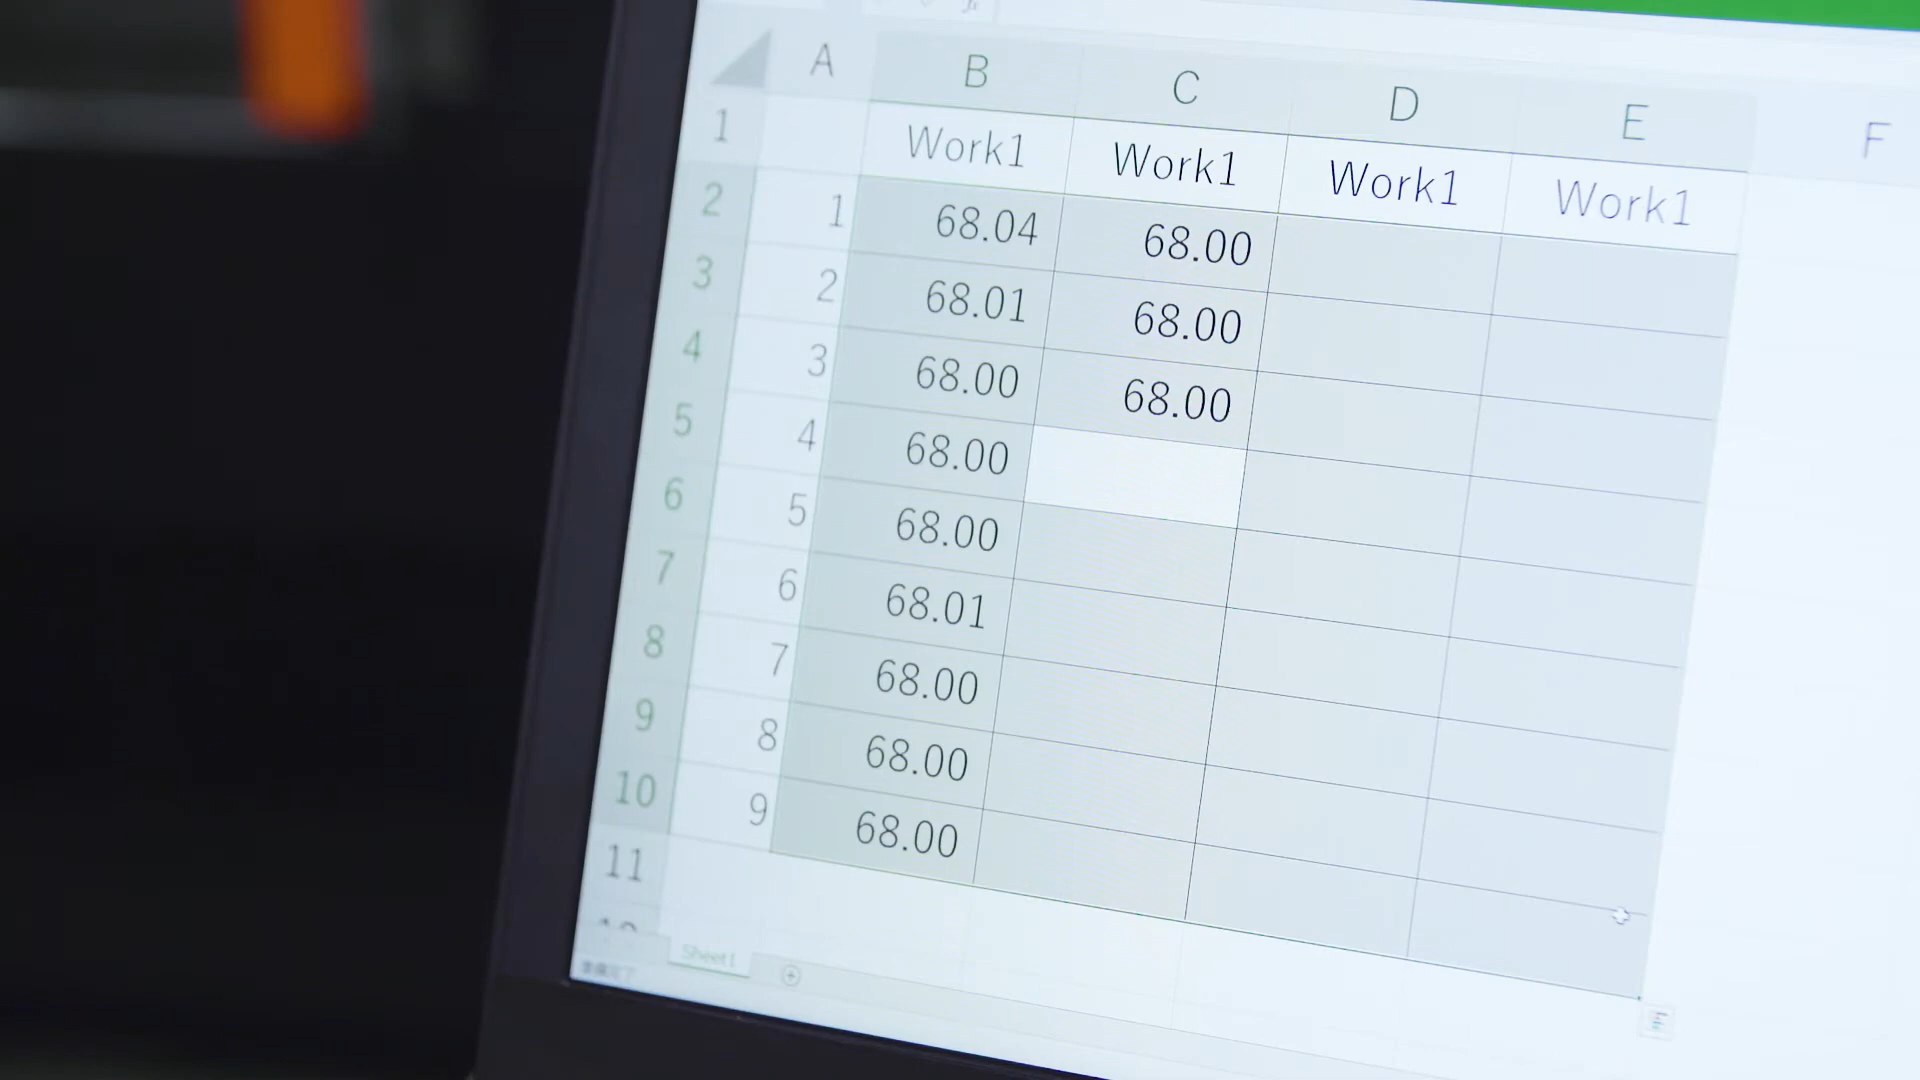 A B C D E F
1 Work1 Work1 Work1 Work1
2 1 68.04 68.00
3 2 68.01 68.00
4 3 68.00 68.00
5 4 68.00
6 5 68.00
7 6 68.01
8 7 68.00
9 8 68.00
10 9 68.00
11
Sheet1